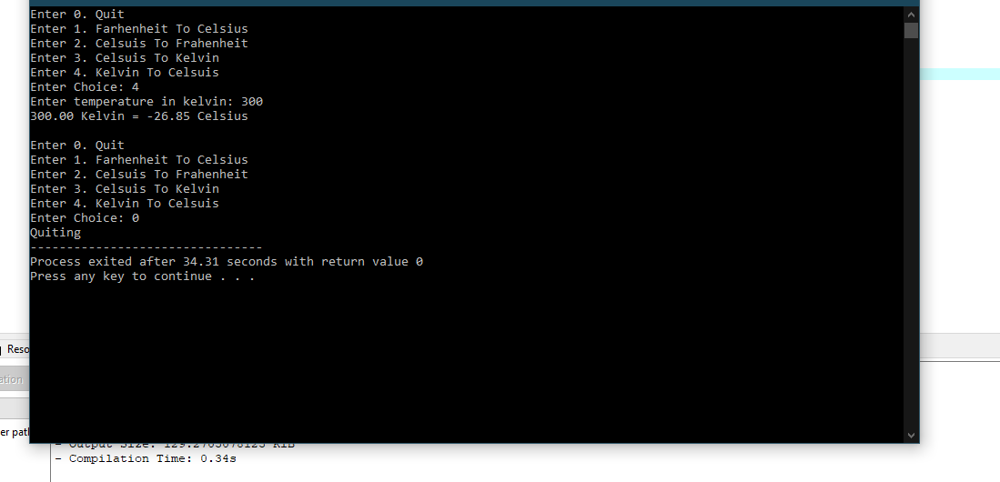 Enter 0. Quit
Enter 1. Farhenheit To Celsius
Enter 2. Celsuis To Frahenheit
Enter 3. Celsuis To Kelvin
Enter 4. Kelvin To Celsuis
Enter Choice: 4
Enter temperature in kelvin: 300
300.00 Kelvin = -26.85 Celsius
Enter 0. Quit
Enter 1. Farhenheit To Celsius
Enter 2. Celsuis To Frahenheit
Enter 3. Celsuis To Kelvin
Enter 4. Kelvin To Celsuis
Enter Choice: 0
Quiting
--------------------------------
Process exited after 34.31 seconds with return value 0
Press any key to continue . . .
Reso
ation
er path
- Output Size: 129.2705078125 KiB
- Compilation Time: 0.34s